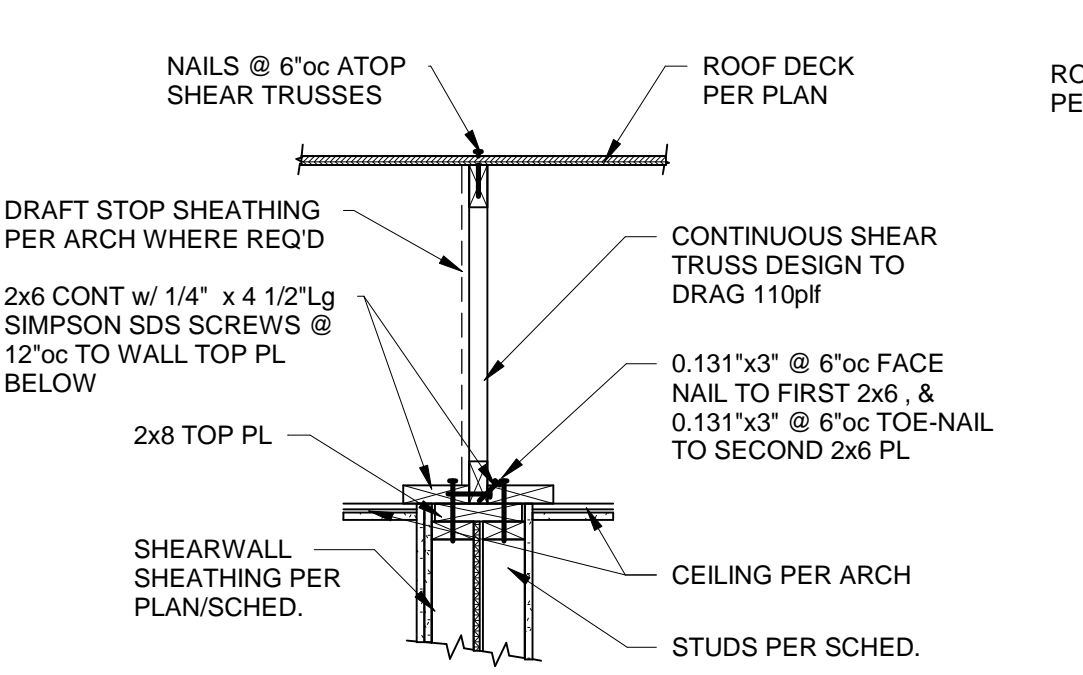 NAILS @ 6"oc ATOP
SHEAR TRUSSES
ROOF DECK
PER PLAN
RO
PE
DRAFT STOP SHEATHING
PER ARCH WHERE REQ'D
2x6 CONT w/ 1/4" x 4 1/2"Lg
SIMPSON SDS SCREWS @
12"oc TO WALL TOP PL
BELOW
2x8 TOP PL
SHEARWALL
SHEATHING PER
PLAN/SCHED.
CONTINUOUS SHEAR
TRUSS DESIGN TO
DRAG 110plf
0.131"x3" @ 6"oc FACE
NAIL TO FIRST 2x6 , &
0.131"x3" @ 6"oc TOE-NAIL
TO SECOND 2x6 PL
CEILING PER ARCH
STUDS PER SCHED.